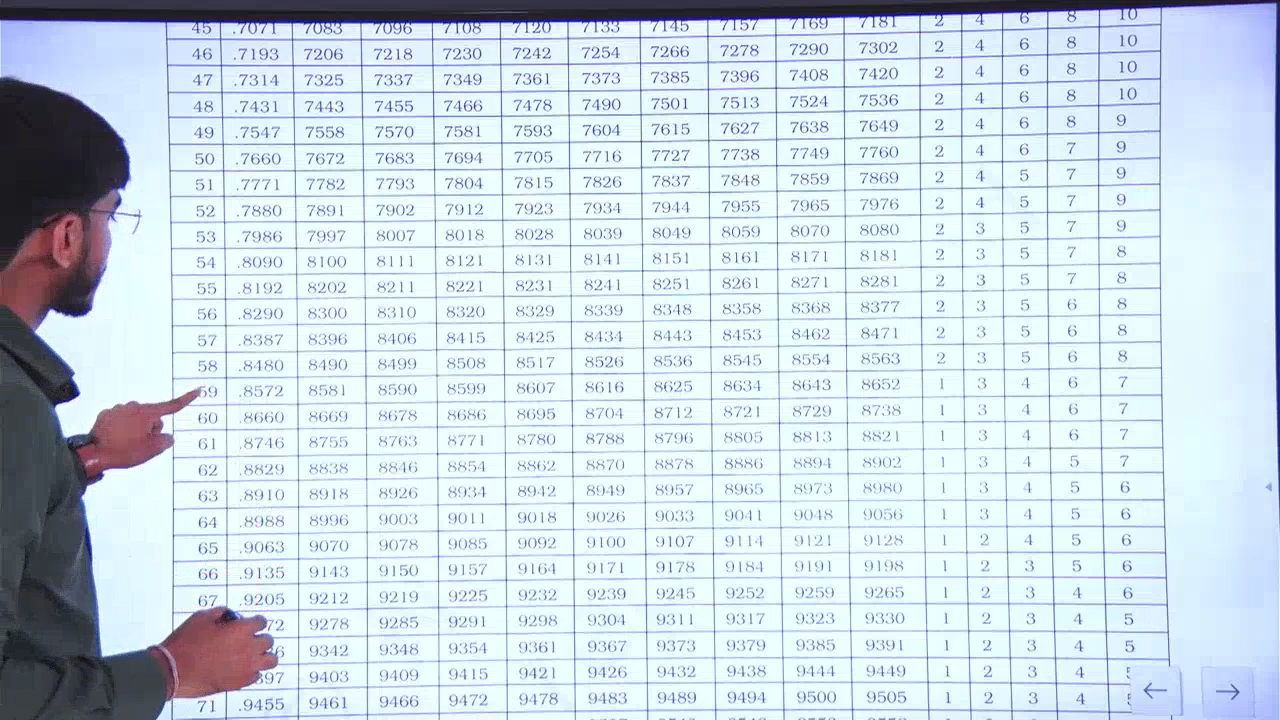 45 .7071 7083 7096 7108 7120 7133 7145 7157 7169 7181 2 4 6 8 10
46 .7193 7206 7218 7230 7242 7254 7266 7278 7290 7302 2 4 6 8 10
47 .7314 7325 7337 7349 7361 7373 7385 7396 7408 7420 2 4 6 8 10
48 .7431 7443 7455 7466 7478 7490 7501 7513 7524 7536 2 4 6 8 10
49 .7547 7558 7570 7581 7593 7604 7615 7627 7638 7649 2 4 6 8 9
50 .7660 7672 7683 7694 7705 7716 7727 7738 7749 7760 2 4 6 7 9
51 .7771 7782 7793 7804 7815 7826 7837 7848 7859 7869 2 4 5 7 9
52 .7880 7891 7902 7912 7923 7934 7944 7955 7965 7976 2 4 5 7 9
53 .7986 7997 8007 8018 8028 8039 8049 8059 8070 8080 2 3 5 7 9
54 .8090 8100 8111 8121 8131 8141 8151 8161 8171 8181 2 3 5 7 8
55 .8192 8202 8211 8221 8231 8241 8251 8261 8271 8281 2 3 5 7 8
56 .8290 8300 8310 8320 8329 8339 8348 8358 8368 8377 2 3 5 6 8
57 .8387 8396 8406 8415 8425 8434 8443 8453 8462 8471 2 3 5 6 8
58 .8480 8490 8499 8508 8517 8526 8536 8545 8554 8563 2 3 5 6 8
59 .8572 8581 8590 8599 8607 8616 8625 8634 8643 8652 1 3 4 6 7
60 .8660 8669 8678 8686 8695 8704 8712 8721 8729 8738 1 3 4 6 7
61 .8746 8755 8763 8771 8780 8788 8796 8805 8813 8821 1 3 4 6 7
62 .8829 8838 8846 8854 8862 8870 8878 8886 8894 8902 1 3 4 5 7
63 .8910 8918 8926 8934 8942 8949 8957 8965 8973 8980 1 3 4 5 6
64 .8988 8996 9003 9011 9018 9026 9033 9041 9048 9056 1 3 4 5 6
65 .9063 9070 9078 9085 9092 9100 9107 9114 9121 9128 1 2 4 5 6
66 .9135 9143 9150 9157 9164 9171 9178 9184 9191 9198 1 2 3 5 6
67 .9205 9212 9219 9225 9232 9239 9245 9252 9259 9265 1 2 3 4 6
9278 9285 9291 9298 9304 9311 9317 9323 9330 1 2 3 4 5
9342 9348 9354 9361 9367 9373 9379 9385 9391 1 2 3 4 5
9403 9409 9415 9421 9426 9432 9438 9444 9449 1 2 3 4
71 .9455 9461 9466 9472 9478 9483 9489 9494 9500 9505 1 2 3 4